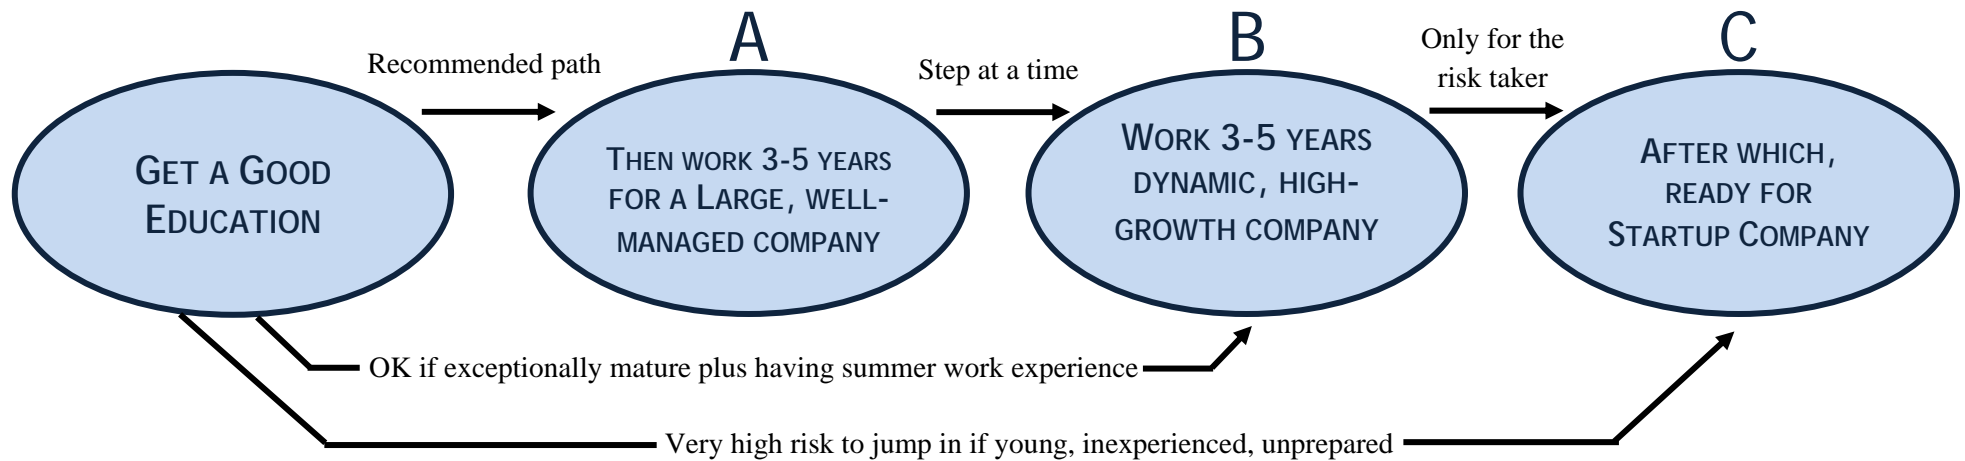 A
B
C
Recommended path
Step at a time
Only for the
risk taker
GET A GOOD
EDUCATION
THEN WORK 3-5 YEARS
FOR A LARGE, WELL-
MANAGED COMPANY
WORK 3-5 YEARS
DYNAMIC, HIGH-
GROWTH COMPANY
AFTER WHICH,
READY FOR
STARTUP COMPANY
OK if exceptionally mature plus having summer work experience
Very high risk to jump in if young, inexperienced, unprepared